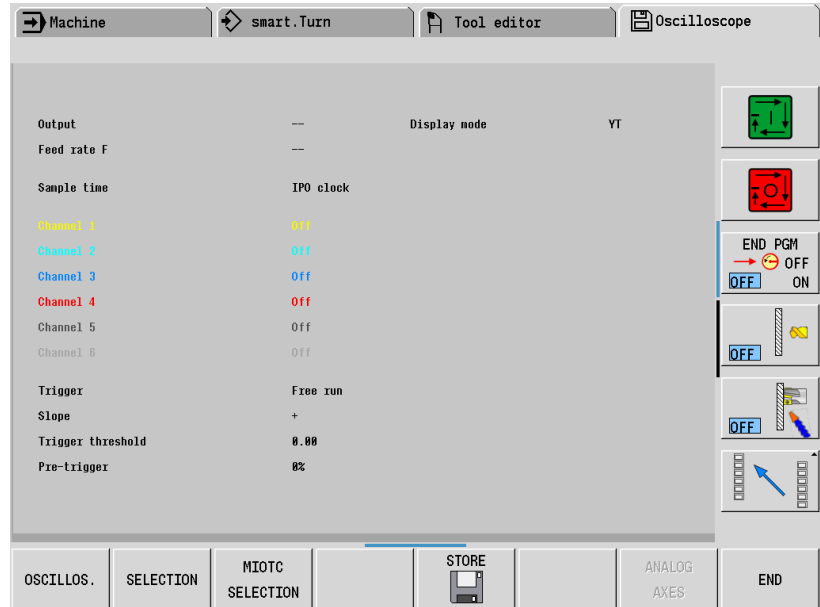 Machine
smart.Turn
Tool editor
Oscilloscope
Output -- Display mode YT
Feed rate F --
Sample time IPO clock
Channel 1 Off
Channel 2 Off
Channel 3 Off
Channel 4 Off
Channel 5 Off
Channel 6 Off
Trigger Free run
Slope +
Trigger threshold 0.00
Pre-trigger 0%
END PGM
OFF
OFF ON
OFF
OFF
OSCILLOS.
SELECTION
MIOTC
SELECTION
STORE
ANALOG
AXES
END